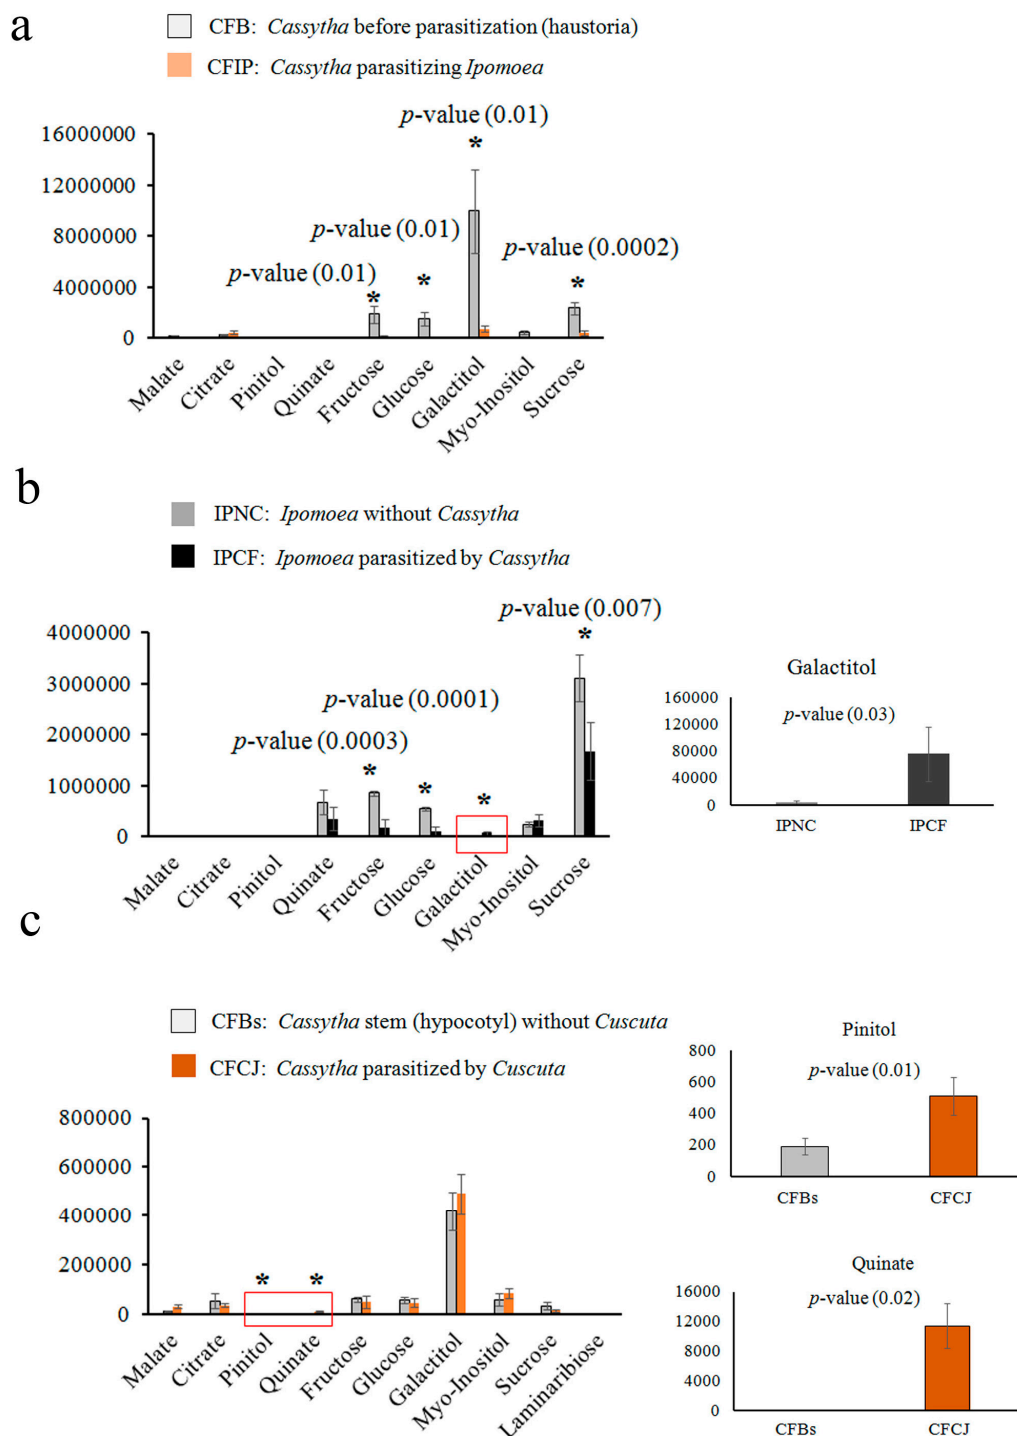 a
CFB: Cassytha before parasitization (haustoria)
CFIP: Cassytha parasitizing Ipomoea
p-value (0.01)
*
16000000
12000000
8000000
4000000
0
p-value (0.01)
*
p-value (0.0002)
*
p-value (0.01)
*
Malate
Citrate
Pinitol
Quinate
Fructose
Glucose
Galactitol
Myo-Inositol
Sucrose
b
IPNC: Ipomoea without Cassytha
IPCF: Ipomoea parasitized by Cassytha
p-value (0.007)
*
4000000
3000000
2000000
1000000
0
p-value (0.0001)
p-value (0.0003)
*
*
*
Malate
Citrate
Pinitol
Quinate
Fructose
Glucose
Galactitol
Myo-Inositol
Sucrose
Galactitol
160000
120000
80000
40000
0
p-value (0.03)
IPNC
IPCF
c
CFBs: Cassytha stem (hypocotyl) without Cuscuta
CFCJ: Cassytha parasitized by Cuscuta
800000
600000
400000
200000
0
*
*
Malate
Citrate
Pinitol
Quinate
Fructose
Glucose
Galactitol
Myo-Inositol
Sucrose
Laminaribiose
Pinitol
800
600
400
200
0
p-value (0.01)
CFBs
CFCJ
Quinate
16000
12000
8000
4000
0
p-value (0.02)
CFBs
CFCJ